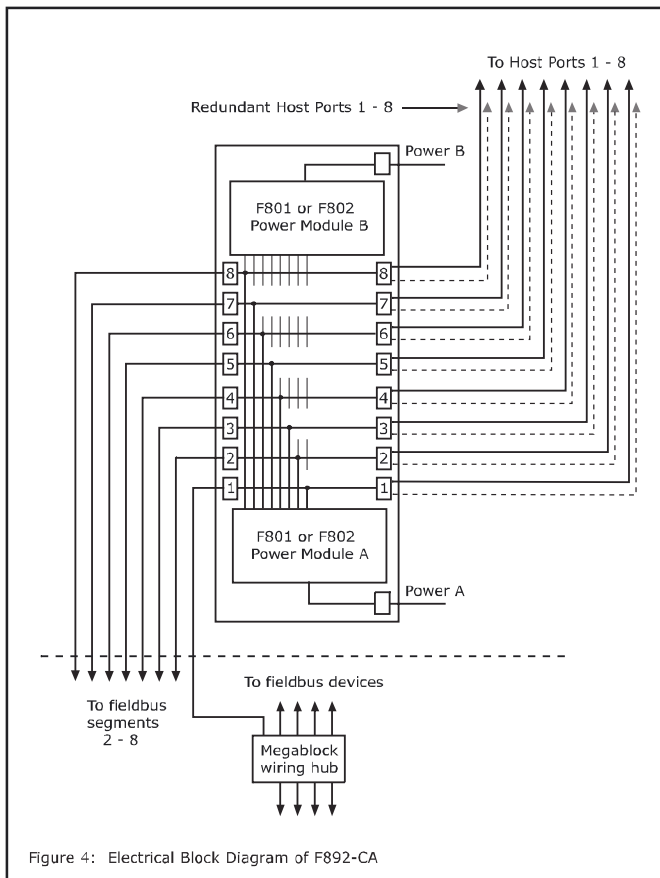 To Host Ports 1 - 8
Redundant Host Ports 1 - 8
Power B
F801 or F802
Power Module B
8 8
7 7
6 6
5 5
4 4
3 3
2 2
1 1
F801 or F802
Power Module A
Power A
To fieldbus
segments
2 - 8
To fieldbus devices
Megablock
wiring hub
Figure 4: Electrical Block Diagram of F892-CA